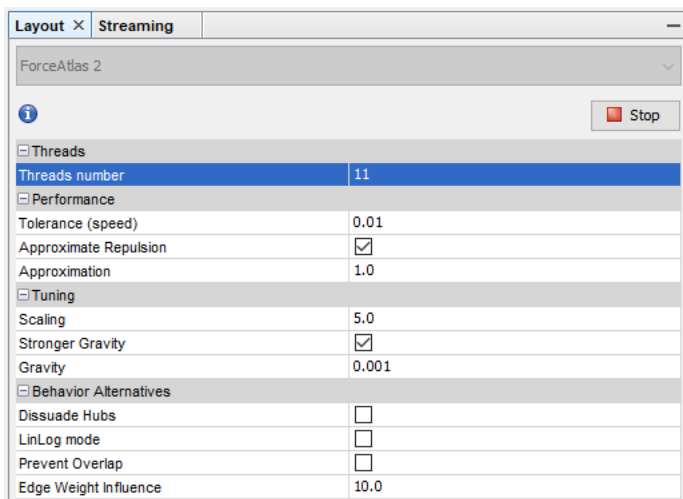 Layout × Streaming
ForceAtlas 2
Stop
Threads
Threads number 11
Performance
Tolerance (speed) 0.01
Approximate Repulsion
Approximation 1.0
Tuning
Scaling 5.0
Stronger Gravity
Gravity 0.001
Behavior Alternatives
Dissuade Hubs
LinLog mode
Prevent Overlap
Edge Weight Influence 10.0